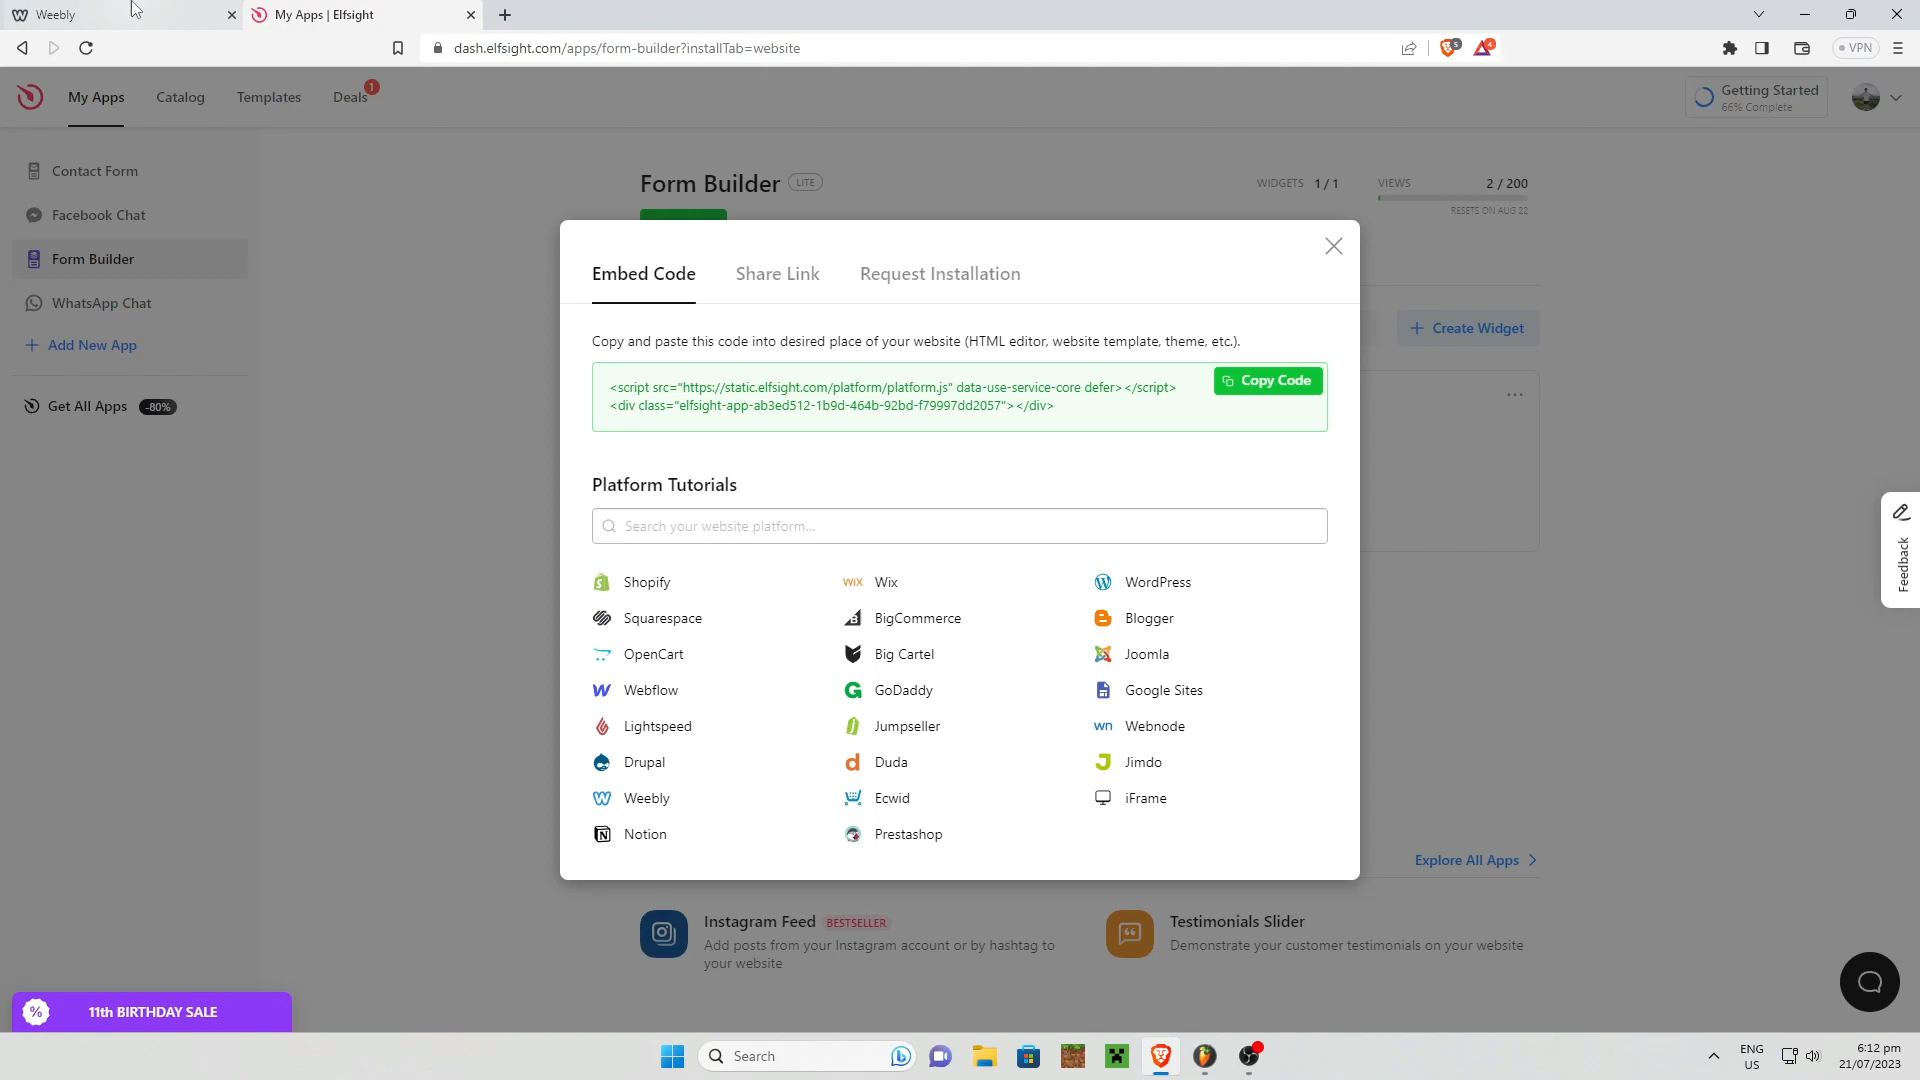 Weebly
My Apps | Elfsight
dash.elfsight.com/apps/form-builder?installTab=website
5
4
VPN
My Apps
Catalog
Templates
Deals
1
Getting Started
66% Complete
Contact Form
Facebook Chat
Form Builder
WhatsApp Chat
Add New App
Get All Apps
-80%
Form Builder
LITE
WIDGETS 1 / 1
VIEWS 2 / 200
RESETS ON AUG 22
Create Widget
Embed Code
Share Link
Request Installation
Copy and paste this code into desired place of your website (HTML editor, website template, theme, etc.).
<script src="https://static.elfsight.com/platform/platform.js" data-use-service-core defer></script>
<div class="elfsight-app-ab3ed512-1b9d-464b-92bd-f79997dd2057"></div>
Copy Code
Platform Tutorials
Search your website platform...
Shopify
WiX Wix
WordPress
Squarespace
BigCommerce
Blogger
OpenCart
Big Cartel
Joomla
Webflow
GoDaddy
Google Sites
Lightspeed
Jumpseller
wn Webnode
Drupal
Duda
Jimdo
Weebly
Ecwid
iFrame
Notion
Prestashop
Explore All Apps
Instagram Feed BESTSELLER
Add posts from your Instagram account or by hashtag to
your website
Testimonials Slider
Demonstrate your customer testimonials on your website
Feedback
% 11th BIRTHDAY SALE
Search
ENG
US
6:12 pm
21/07/2023